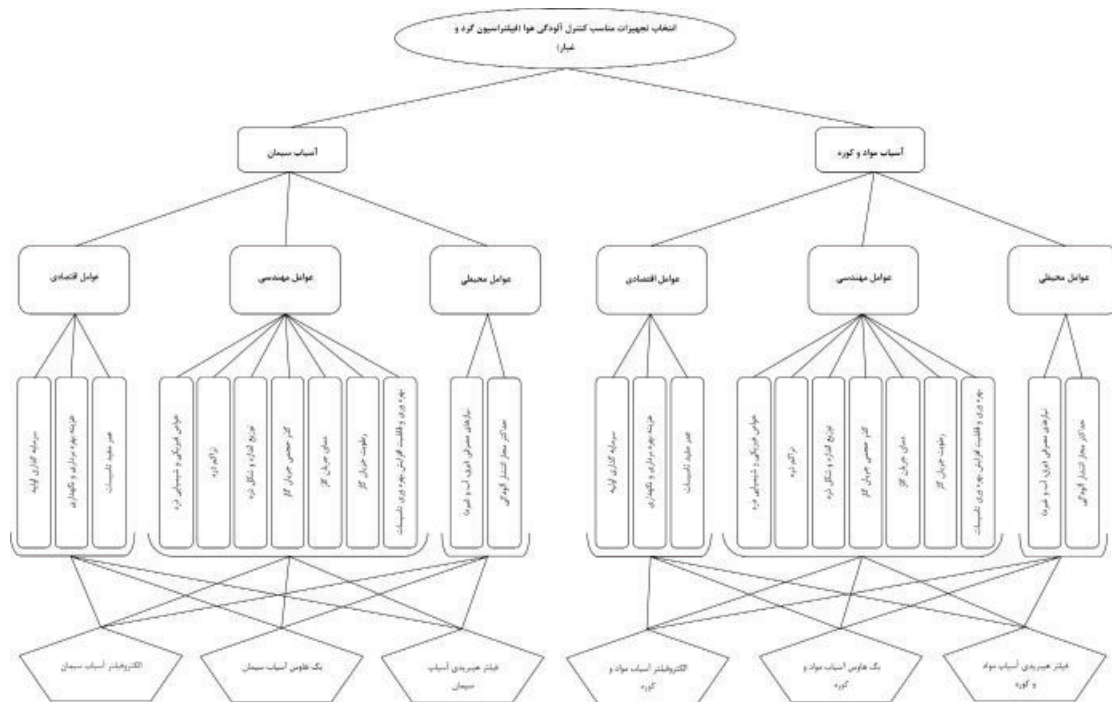 انتخاب تجهیزات مناسب کنترل آلودگی هوا (فیلتراسیون گرد و
غبار)
آسیاب مواد و کوره
آسیاب سیمان
عوامل محیطی
عوامل مهندسی
عوامل اقتصادی
عوامل محیطی
عوامل مهندسی
عوامل اقتصادی
حداکثر مجاز انتشار آلودگی
نیازهای مصرفی (برق، آب و غیره)
بهره وری و قابلیت افزایش بهره وری تاسیسات
رطوبت جریان گاز
دمای جریان گاز
گذر حجمی جریان گاز
توزیع اندازه و شکل ذره
تراکم ذره
خواص فیزیکی و شیمیایی ذره
عمر مفید تاسیسات
هزینه بهره برداری و نگهداری
سرمایه گذاری اولیه
حداکثر مجاز انتشار آلودگی
نیازهای مصرفی (برق، آب و غیره)
بهره وری و قابلیت افزایش بهره وری تاسیسات
رطوبت جریان گاز
دمای جریان گاز
گذر حجمی جریان گاز
توزیع اندازه و شکل ذره
تراکم ذره
خواص فیزیکی و شیمیایی ذره
عمر مفید تاسیسات
هزینه بهره برداری و نگهداری
سرمایه گذاری اولیه
فیلتر هیبریدی آسیاب مواد
و کوره
بگ هاوس آسیاب مواد و
کوره
الکتروفیلتر آسیاب مواد و
کوره
فیلتر هیبریدی آسیاب
سیمان
بگ هاوس آسیاب سیمان
الکتروفیلتر آسیاب سیمان